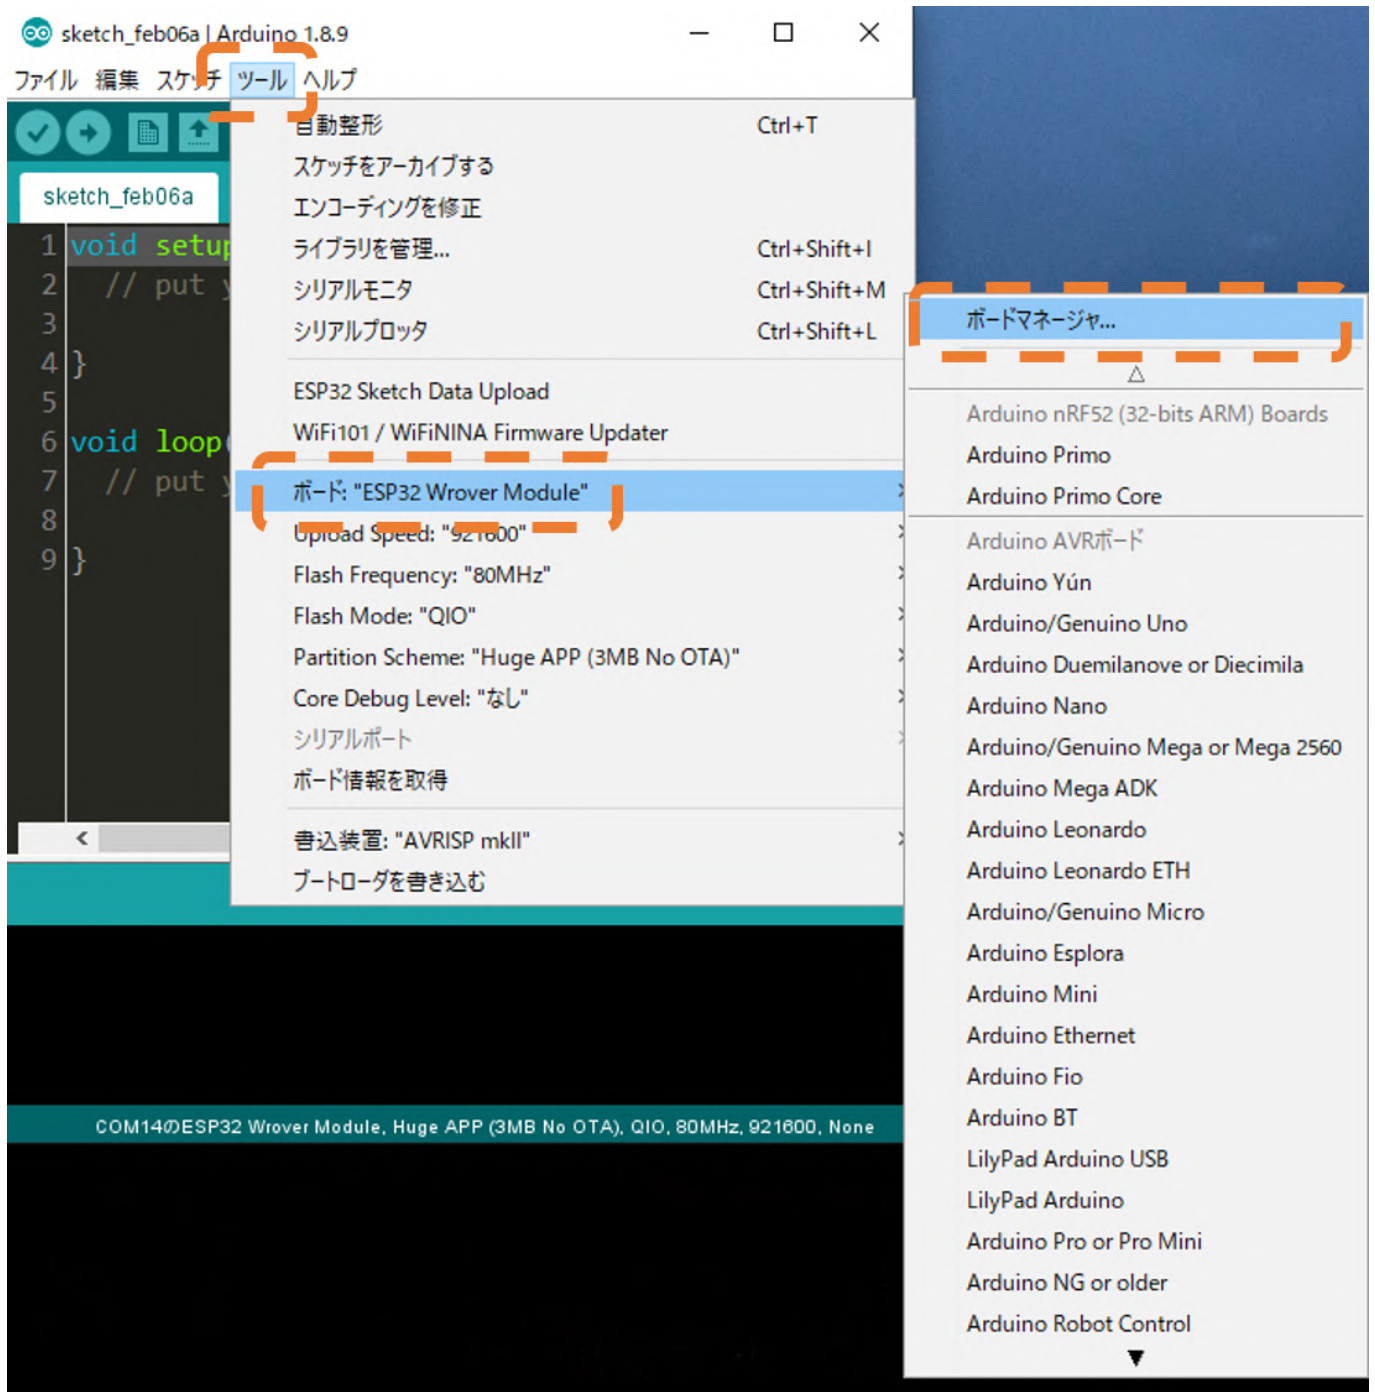 sketch_feb06a | Arduino 1.8.9
ファイル 編集 スケッチ ツール ヘルプ
sketch_feb06a
1 void setup
2 // put y
3
4 }
5
6 void loop(
7 // put y
8
9 }
自動整形 Ctrl+T
スケッチをアーカイブする
エンコーディングを修正
ライブラリを管理... Ctrl+Shift+I
シリアルモニタ Ctrl+Shift+M
シリアルプロッタ Ctrl+Shift+L
ESP32 Sketch Data Upload
WiFi101 / WiFiNINA Firmware Updater
ボード: "ESP32 Wrover Module"
Upload Speed: "921600"
Flash Frequency: "80MHz"
Flash Mode: "QIO"
Partition Scheme: "Huge APP (3MB No OTA)"
Core Debug Level: "なし"
シリアルポート
ボード情報を取得
書込装置: "AVRISP mkII"
ブートローダを書き込む
ボードマネージャ...
Arduino nRF52 (32-bits ARM) Boards
Arduino Primo
Arduino Primo Core
Arduino AVRボード
Arduino Yún
Arduino/Genuino Uno
Arduino Duemilanove or Diecimila
Arduino Nano
Arduino/Genuino Mega or Mega 2560
Arduino Mega ADK
Arduino Leonardo
Arduino Leonardo ETH
Arduino/Genuino Micro
Arduino Esplora
Arduino Mini
Arduino Ethernet
Arduino Fio
Arduino BT
LilyPad Arduino USB
LilyPad Arduino
Arduino Pro or Pro Mini
Arduino NG or older
Arduino Robot Control
COM14のESP32 Wrover Module, Huge APP (3MB No OTA), QIO, 80MHz, 921600, None